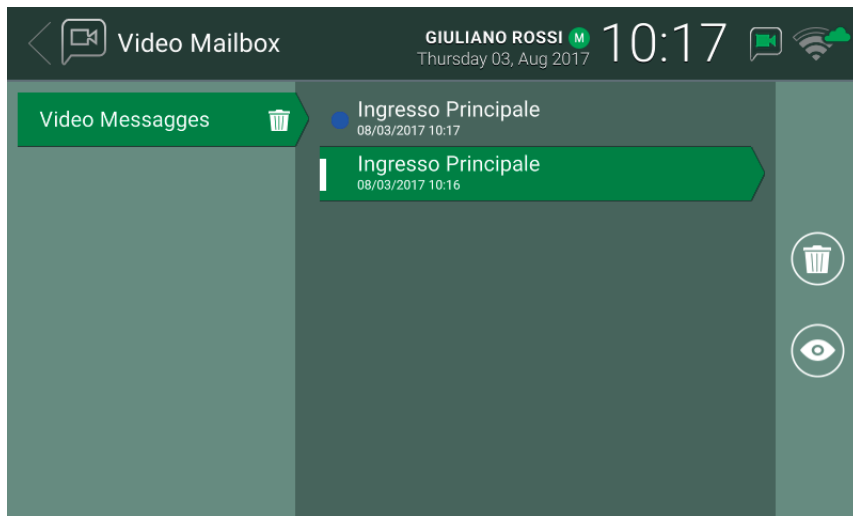 Video Mailbox
GIULIANO ROSSI M
Thursday 03, Aug 2017
10:17
Video Messagges
Ingresso Principale
08/03/2017 10:17
Ingresso Principale
08/03/2017 10:16